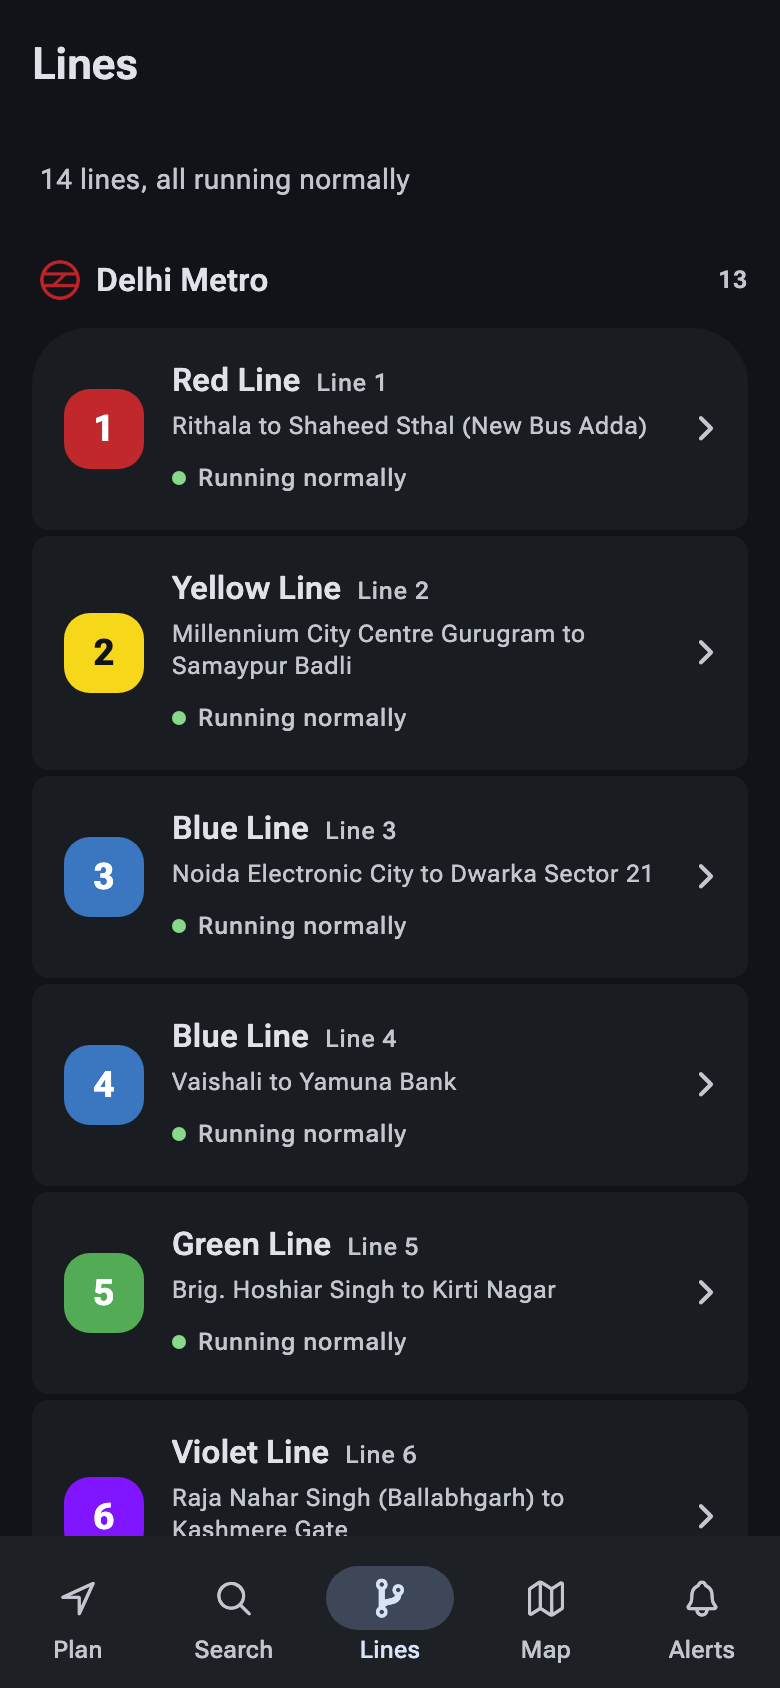 Lines
14 lines, all running normally
Delhi Metro 13
Red Line Line 1
1
Rithala to Shaheed Sthal (New Bus Adda)
Running normally
Yellow Line Line 2
2
Millennium City Centre Gurugram to
Samaypur Badli
Running normally
Blue Line Line 3
3
Noida Electronic City to Dwarka Sector 21
Running normally
Blue Line Line 4
4
Vaishali to Yamuna Bank
Running normally
Green Line Line 5
5
Brig. Hoshiar Singh to Kirti Nagar
Running normally
Violet Line Line 6
6
Raja Nahar Singh (Ballabhgarh) to
Kashmere Gate
Plan Search Lines Map Alerts